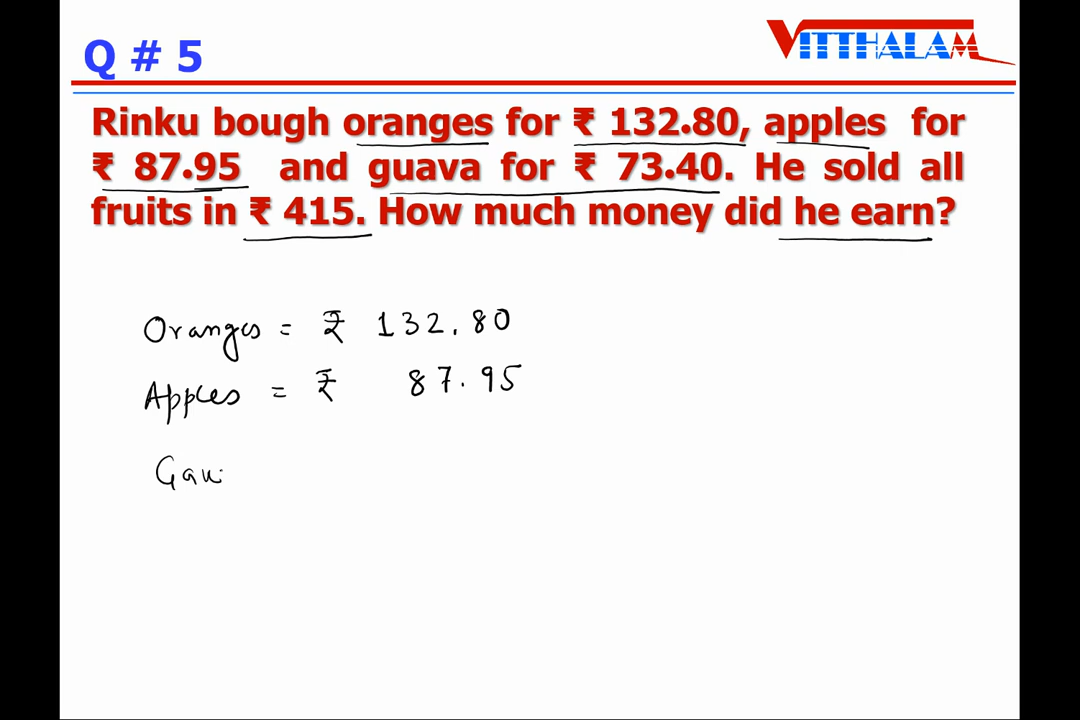 Q # 5
VITTHALAM
Rinku bough oranges for ₹ 132.80, apples for
₹ 87.95 and guava for ₹ 73.40. He sold all
fruits in ₹ 415. How much money did he earn?
Oranges = ₹ 132.80
Apples = ₹ 87.95
Gau